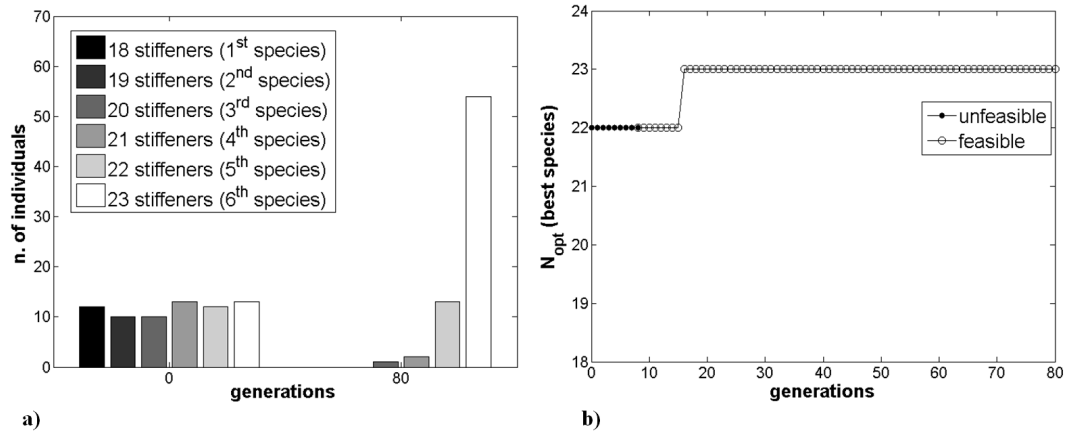 70
60
50
40
30
20
10
0
n. of individuals
18 stiffeners (1st species)
19 stiffeners (2nd species)
20 stiffeners (3rd species)
21 stiffeners (4th species)
22 stiffeners (5th species)
23 stiffeners (6th species)
0 80
generations
a)
24
23
22
21
20
19
18
Nopt (best species)
unfeasible
feasible
0 10 20 30 40 50 60 70 80
generations
b)